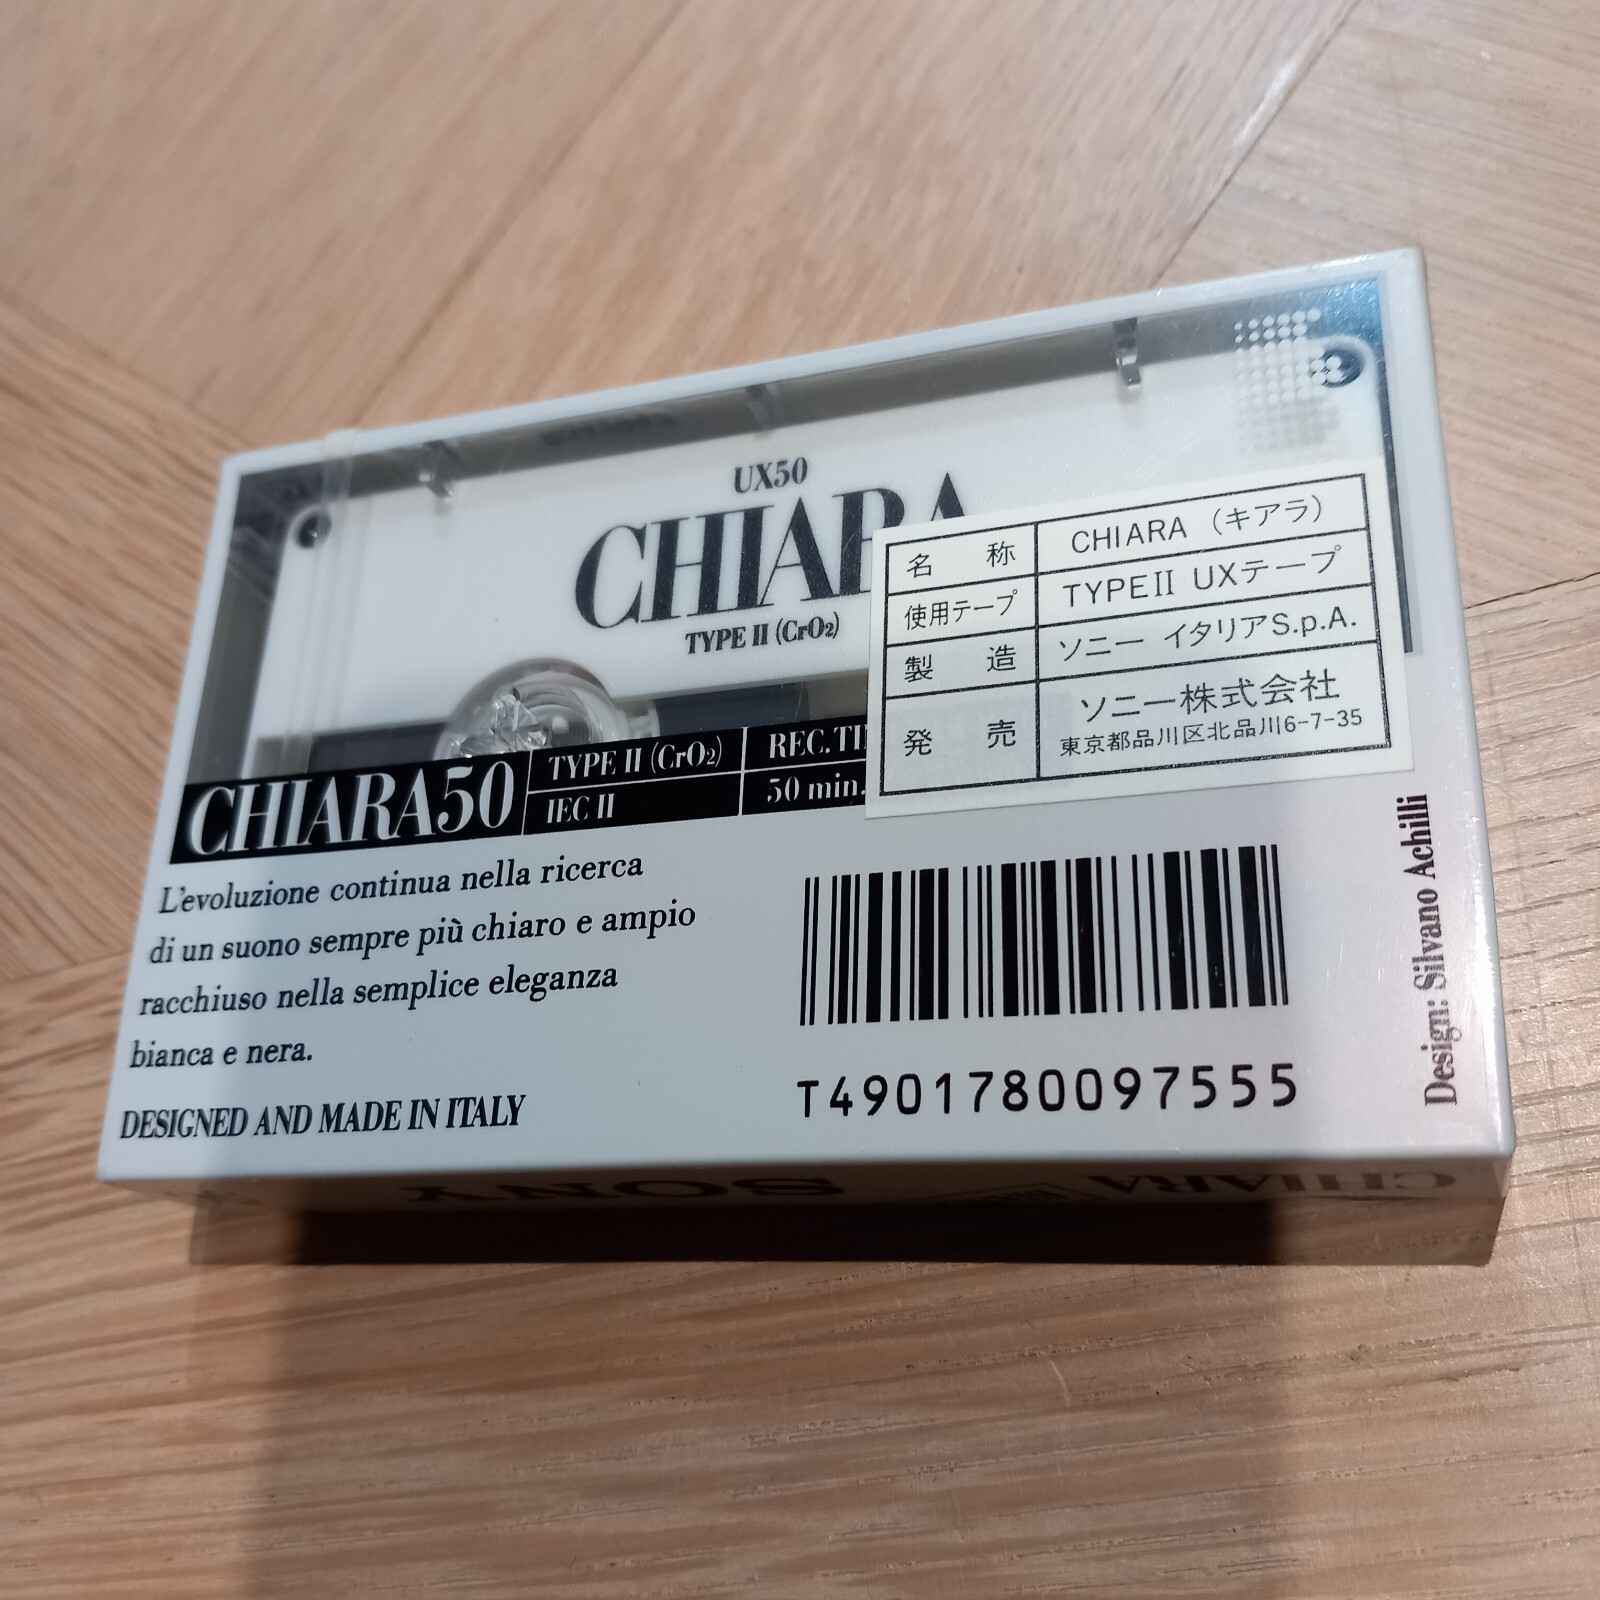 UX50
CHIARA
TYPE II (CrO2)
名 称 CHIARA (キアラ)
使用テープ TYPEII UXテープ
製 造 ソニー イタリアS.p.A.
発 売 ソニー株式会社
東京都品川区北品川6-7-35
CHIARA50
TYPE II (CrO2)
IEC II
REC. TI
50 min.
L'evoluzione continua nella ricerca
di un suono sempre più chiaro e ampio
racchiuso nella semplice eleganza
bianca e nera.
DESIGNED AND MADE IN ITALY
T4901780097555
Design: Silvano Achilli
SONY
CHIARA